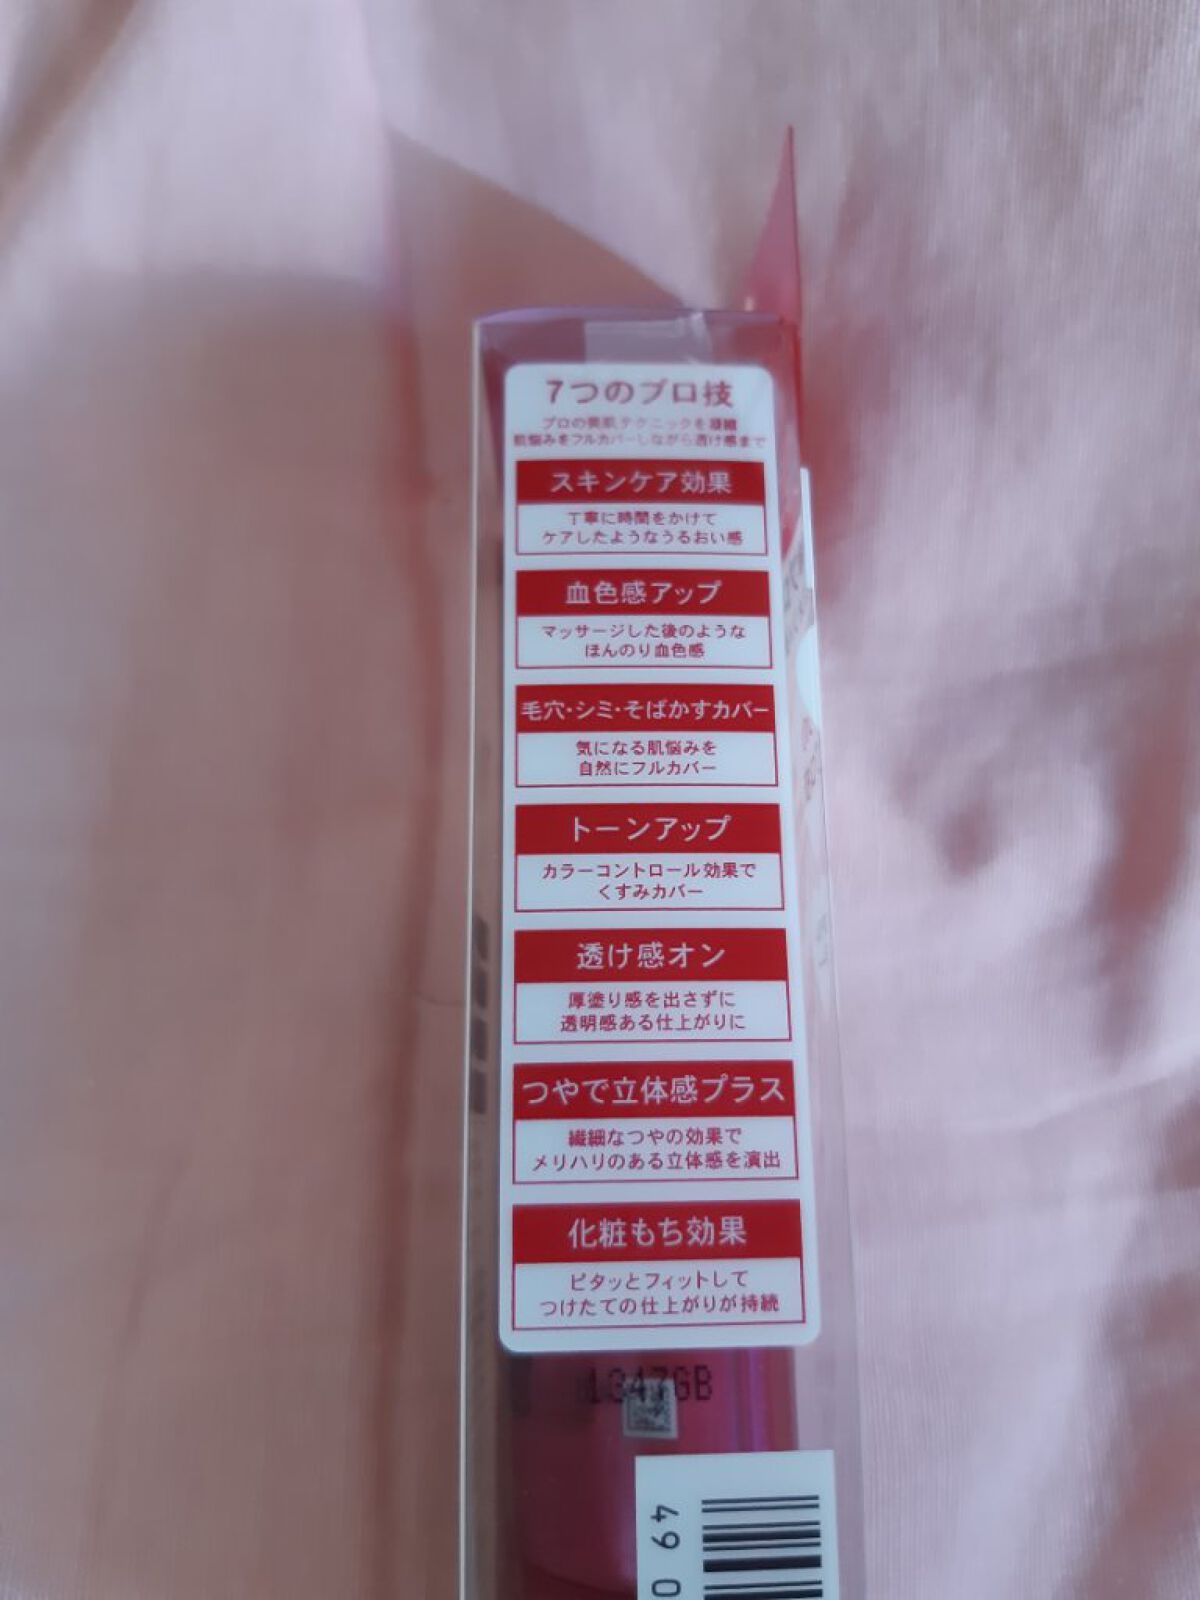 7つのプロ技
プロの美肌テクニックを凝縮
肌悩みをフルカバーしながら透け感まで
スキンケア効果
丁寧に時間をかけて
ケアしたようなうるおい感
血色感アップ
マッサージした後のような
ほんのり血色感
毛穴・シミ・そばかすカバー
気になる肌悩みを
自然にフルカバー
トーンアップ
カラーコントロール効果で
くすみカバー
透け感オン
厚塗り感を出さずに
透明感ある仕上がりに
つやで立体感プラス
繊細なつやの効果で
メリハリのある立体感を演出
化粧もち効果
ピタッとフィットして
つけたての仕上がりが持続
1347GB
49 0